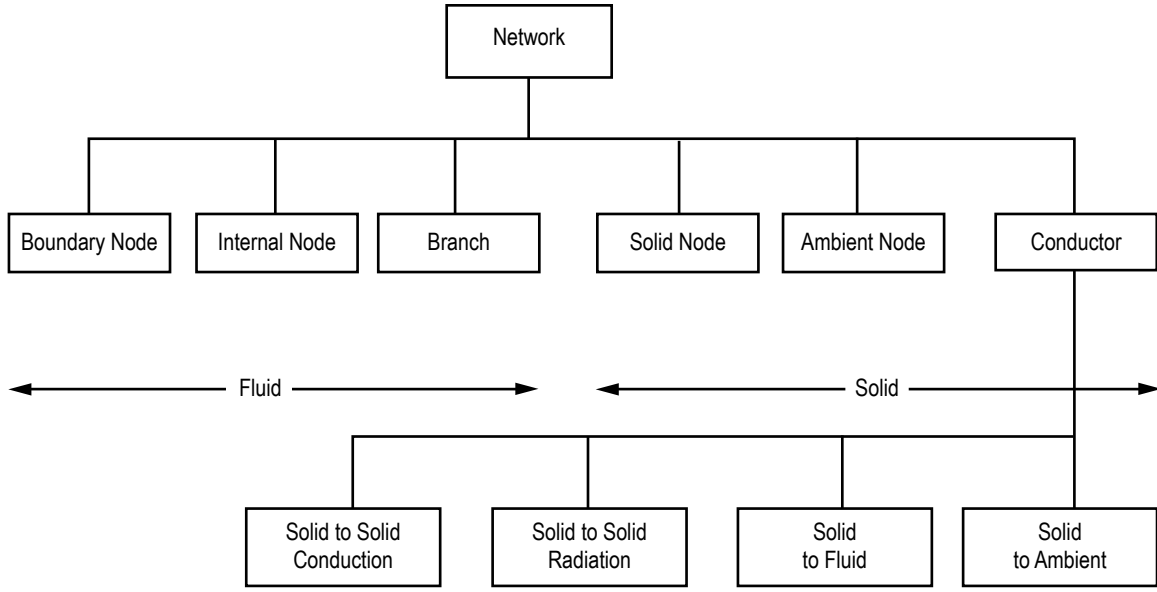 Network
Boundary Node
Internal Node
Branch
Solid Node
Ambient Node
Conductor
Fluid
Solid
Solid to Solid
Conduction
Solid to Solid
Radiation
Solid
to Fluid
Solid
to Ambient